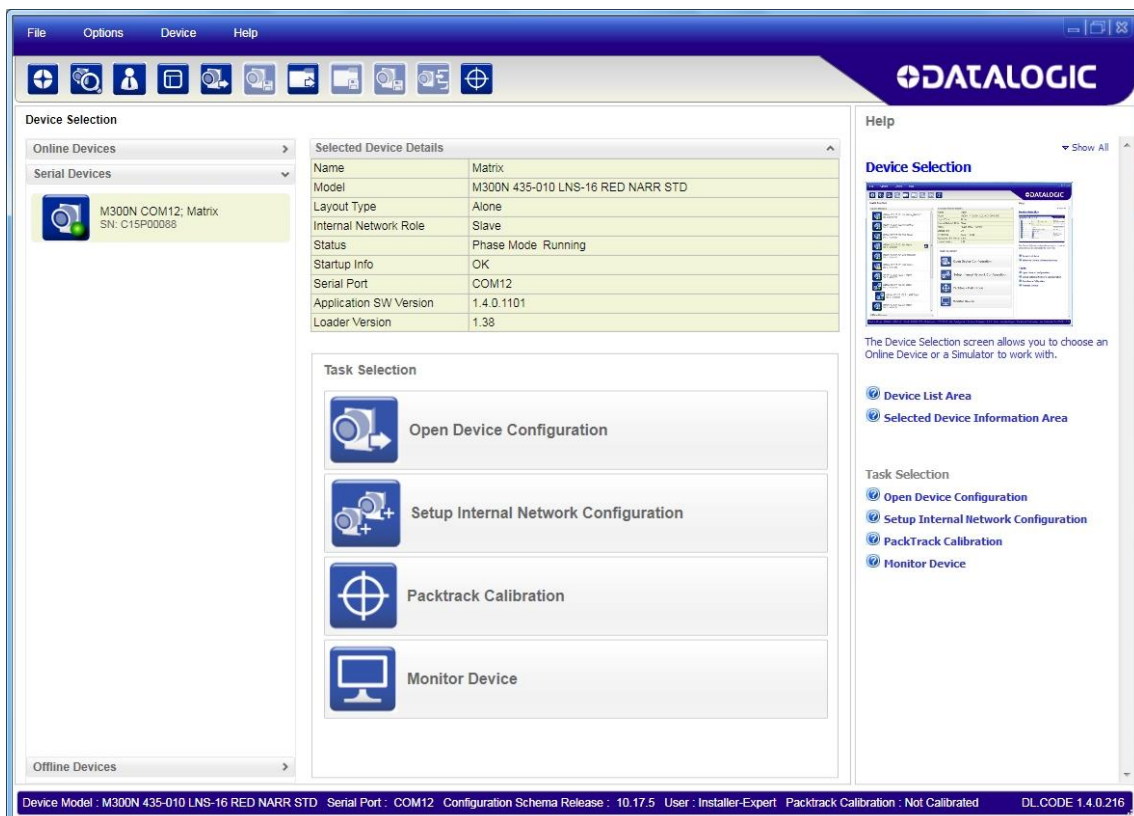 File Options Device Help
DATALOGIC
Device Selection
Online Devices
Serial Devices
M300N COM12; Matrix
SN: C15P00088
Offline Devices
Selected Device Details
Name Matrix
Model M300N 435-010 LNS-16 RED NARR STD
Layout Type Alone
Internal Network Role Slave
Status Phase Mode Running
Startup Info OK
Serial Port COM12
Application SW Version 1.4.0.1101
Loader Version 1.38
Task Selection
Open Device Configuration
Setup Internal Network Configuration
Packtrack Calibration
Monitor Device
Help
Show All
Device Selection
The Device Selection screen allows you to choose an
Online Device or a Simulator to work with.
Device List Area
Selected Device Information Area
Task Selection
Open Device Configuration
Setup Internal Network Configuration
PackTrack Calibration
Monitor Device
Device Model : M300N 435-010 LNS-16 RED NARR STD Serial Port : COM12 Configuration Schema Release : 10.17.5 User : Installer-Expert Packtrack Calibration : Not Calibrated DL.CODE 1.4.0.216